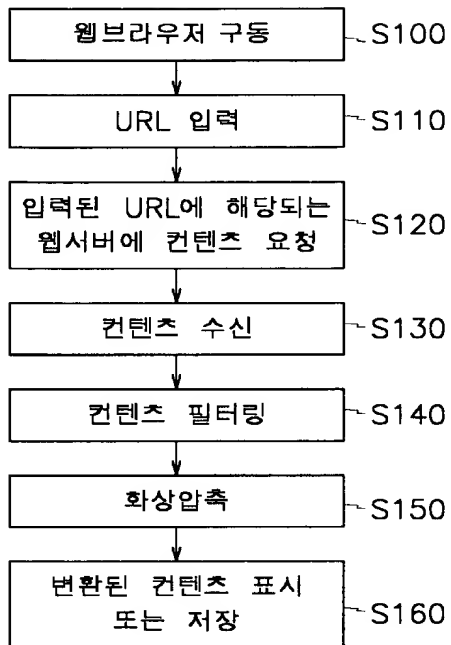 웹브라우저 구동
S100
URL 입력
S110
입력된 URL에 해당되는
웹서버에 컨텐츠 요청
S120
컨텐츠 수신
S130
컨텐츠 필터링
S140
화상압축
S150
변환된 컨텐츠 표시
또는 저장
S160